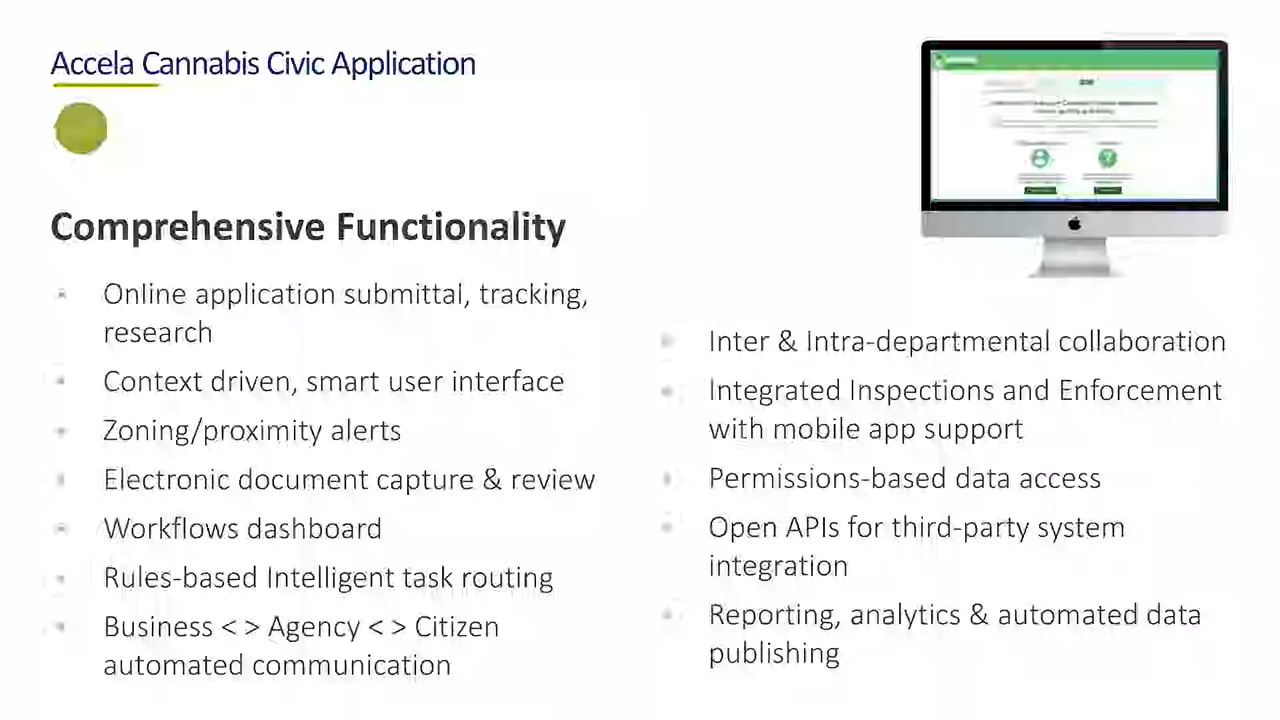 Accela Cannabis Civic Application
Comprehensive Functionality
Online application submittal, tracking,
research
Context driven, smart user interface
Zoning/proximity alerts
Electronic document capture & review
Workflows dashboard
Rules-based Intelligent task routing
Business < > Agency < > Citizen
automated communication
Inter & Intra-departmental collaboration
Integrated Inspections and Enforcement
with mobile app support
Permissions-based data access
Open APIs for third-party system
integration
Reporting, analytics & automated data
publishing